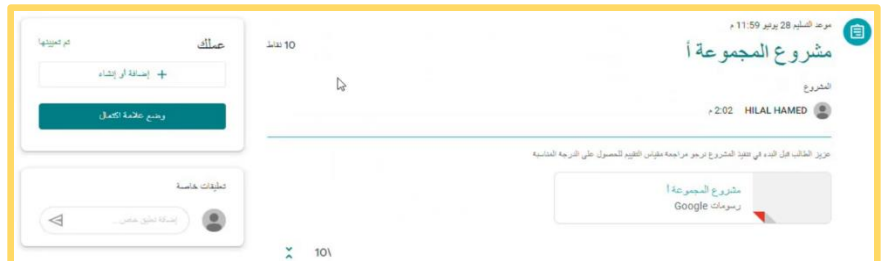 موعد التسليم 28 يونيو 11:59 م
مشروع المجموعة أ
10 نقاط
المشروع
HILAL HAMED 2:02 م
عزيز الطالب قبل البدء في تنفيذ المشروع نرجو مراجعة مقياس التقييم للحصول على الدرجة المناسبة
مشروع المجموعة أ
رسومات Google
10\
عملك
تم تعيينها
+ إضافة أو إنشاء
وضع علامة اكتمال
تعليقات خاصة
إضافة تعليق خاص...